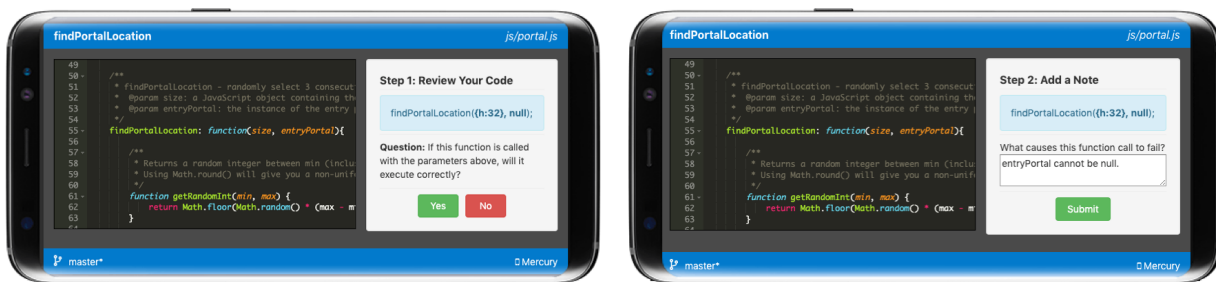 findPortalLocation
js/portal.js
49
50 - /**
51 * findPortalLocation - randomly select 3 consecut
52 * @param size: a JavaScript object containing the
53 * @param entryPortal: the instance of the entry
54 */
55 - findPortalLocation: function(size, entryPortal){
56
57 - /**
58 * Returns a random integer between min (inclu
59 * Using Math.round() will give you a non-unif
60 */
61 - function getRandomInt(min, max) {
62 return Math.floor(Math.random() * (max -
63 }
64
Step 1: Review Your Code
findPortalLocation({h:32}, null);
Question: If this function is called
with the parameters above, will it
execute correctly?
Yes
No
master*
Mercury
findPortalLocation
js/portal.js
49
50 - /**
51 * findPortalLocation - randomly select 3 consecut
52 * @param size: a JavaScript object containing the
53 * @param entryPortal: the instance of the entry
54 */
55 - findPortalLocation: function(size, entryPortal){
56
57 - /**
58 * Returns a random integer between min (inclu
59 * Using Math.round() will give you a non-unif
60 */
61 - function getRandomInt(min, max) {
62 return Math.floor(Math.random() * (max -
63 }
64
Step 2: Add a Note
findPortalLocation({h:32}, null);
What causes this function call to fail?
entryPortal cannot be null.
Submit
master*
Mercury